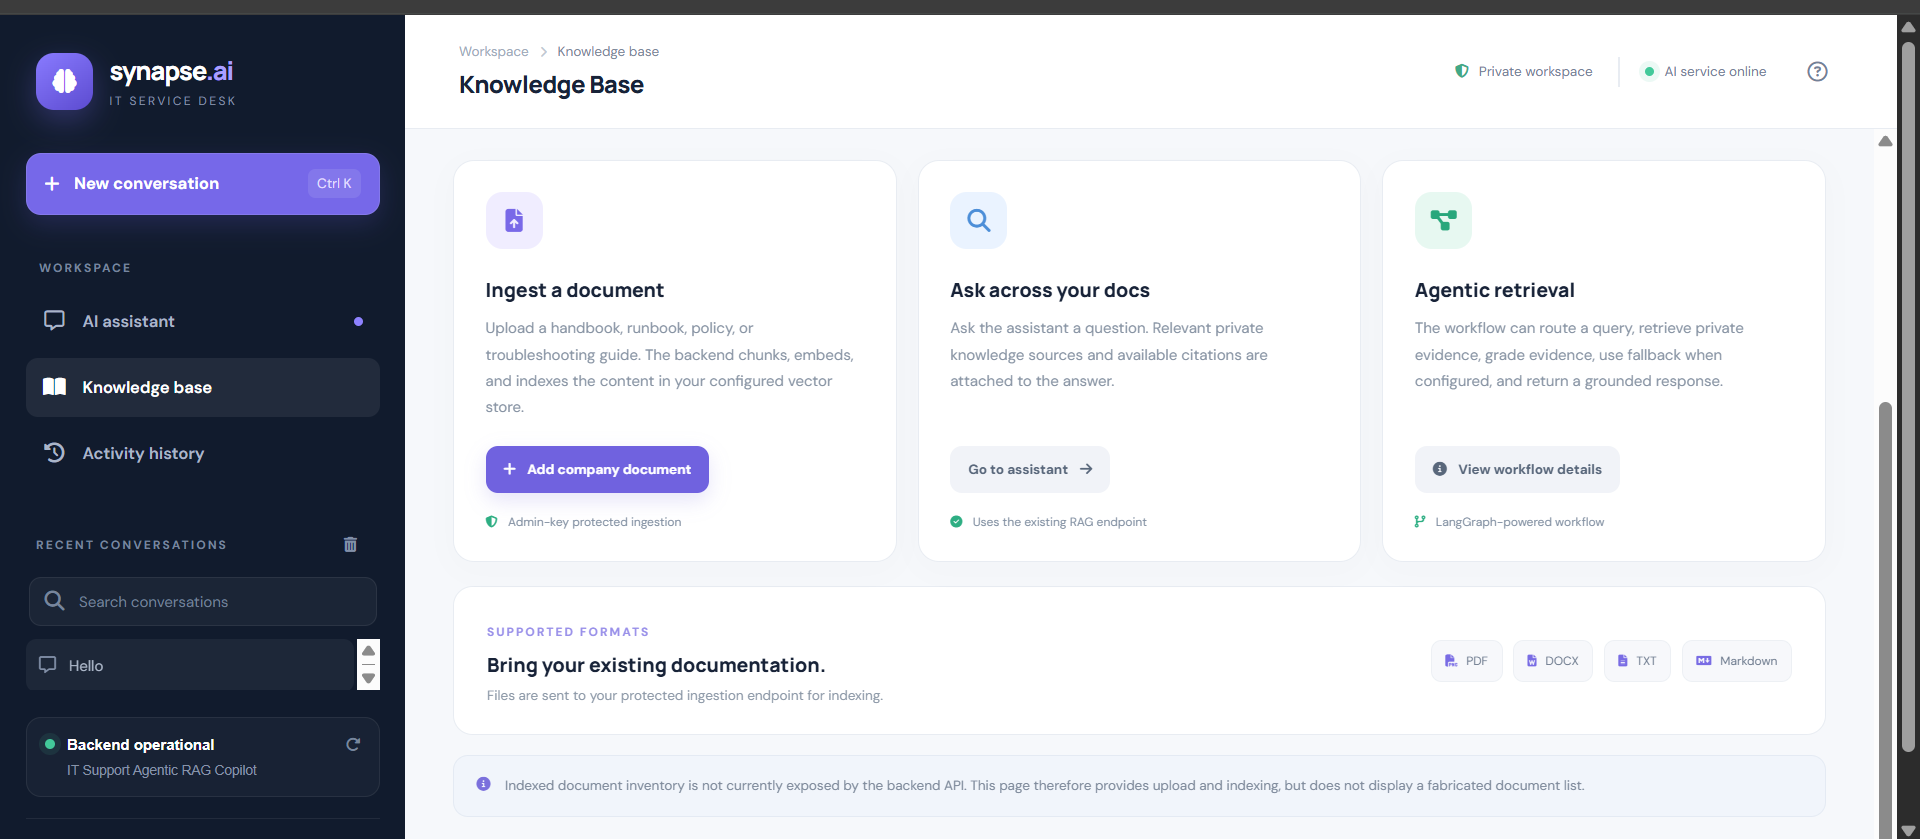 synapse.ai
IT SERVICE DESK
New conversation
Ctrl K
WORKSPACE
AI assistant
Knowledge base
Activity history
RECENT CONVERSATIONS
Search conversations
Hello
Backend operational
IT Support Agentic RAG Copilot
Workspace
Knowledge base
Knowledge Base
Private workspace
AI service online
Ingest a document
Upload a handbook, runbook, policy, or
troubleshooting guide. The backend chunks, embeds,
and indexes the content in your configured vector
store.
Add company document
Admin-key protected ingestion
Ask across your docs
Ask the assistant a question. Relevant private
knowledge sources and available citations are
attached to the answer.
Go to assistant
Uses the existing RAG endpoint
Agentic retrieval
The workflow can route a query, retrieve private
evidence, grade evidence, use fallback when
configured, and return a grounded response.
View workflow details
LangGraph-powered workflow
SUPPORTED FORMATS
Bring your existing documentation.
Files are sent to your protected ingestion endpoint for indexing.
PDF
DOCX
TXT
Markdown
Indexed document inventory is not currently exposed by the backend API. This page therefore provides upload and indexing, but does not display a fabricated document list.